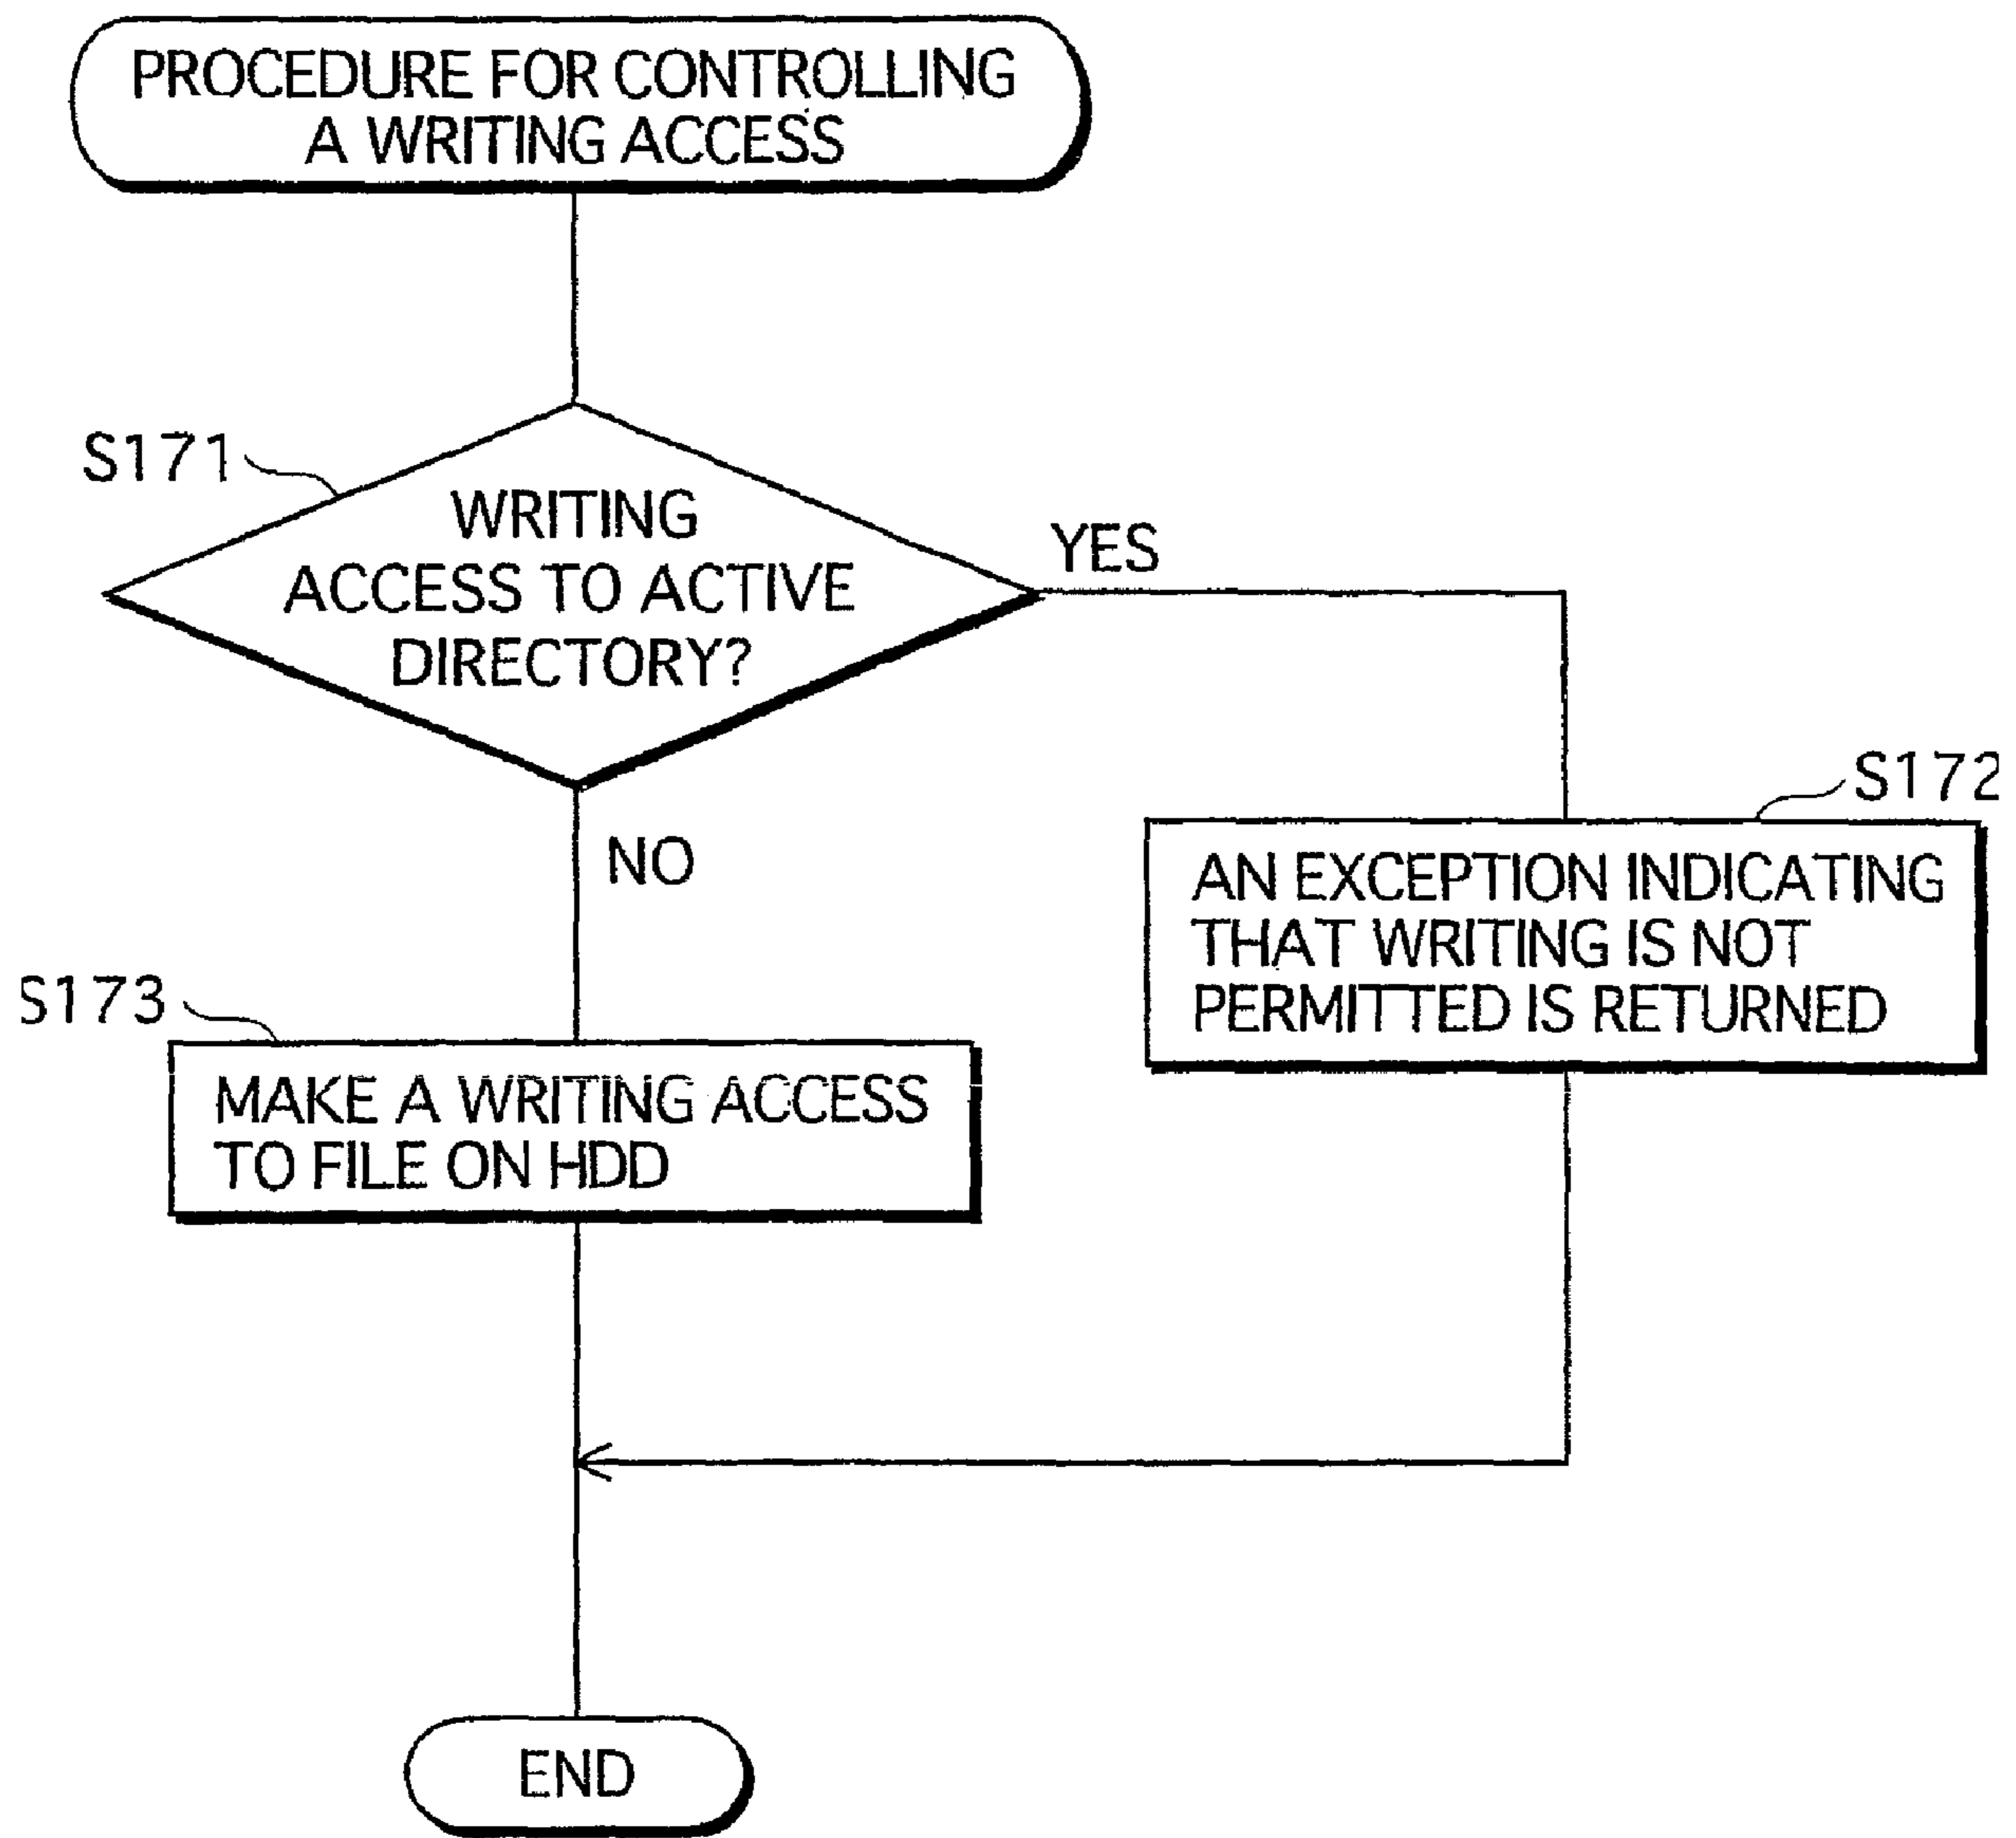 PROCEDURE FOR CONTROLLING
A WRITING ACCESS
S171
WRITING
ACCESS TO ACTIVE
DIRECTORY?
YES
NO
S172
AN EXCEPTION INDICATING
THAT WRITING IS NOT
PERMITTED IS RETURNED
S173
MAKE A WRITING ACCESS
TO FILE ON HDD
END